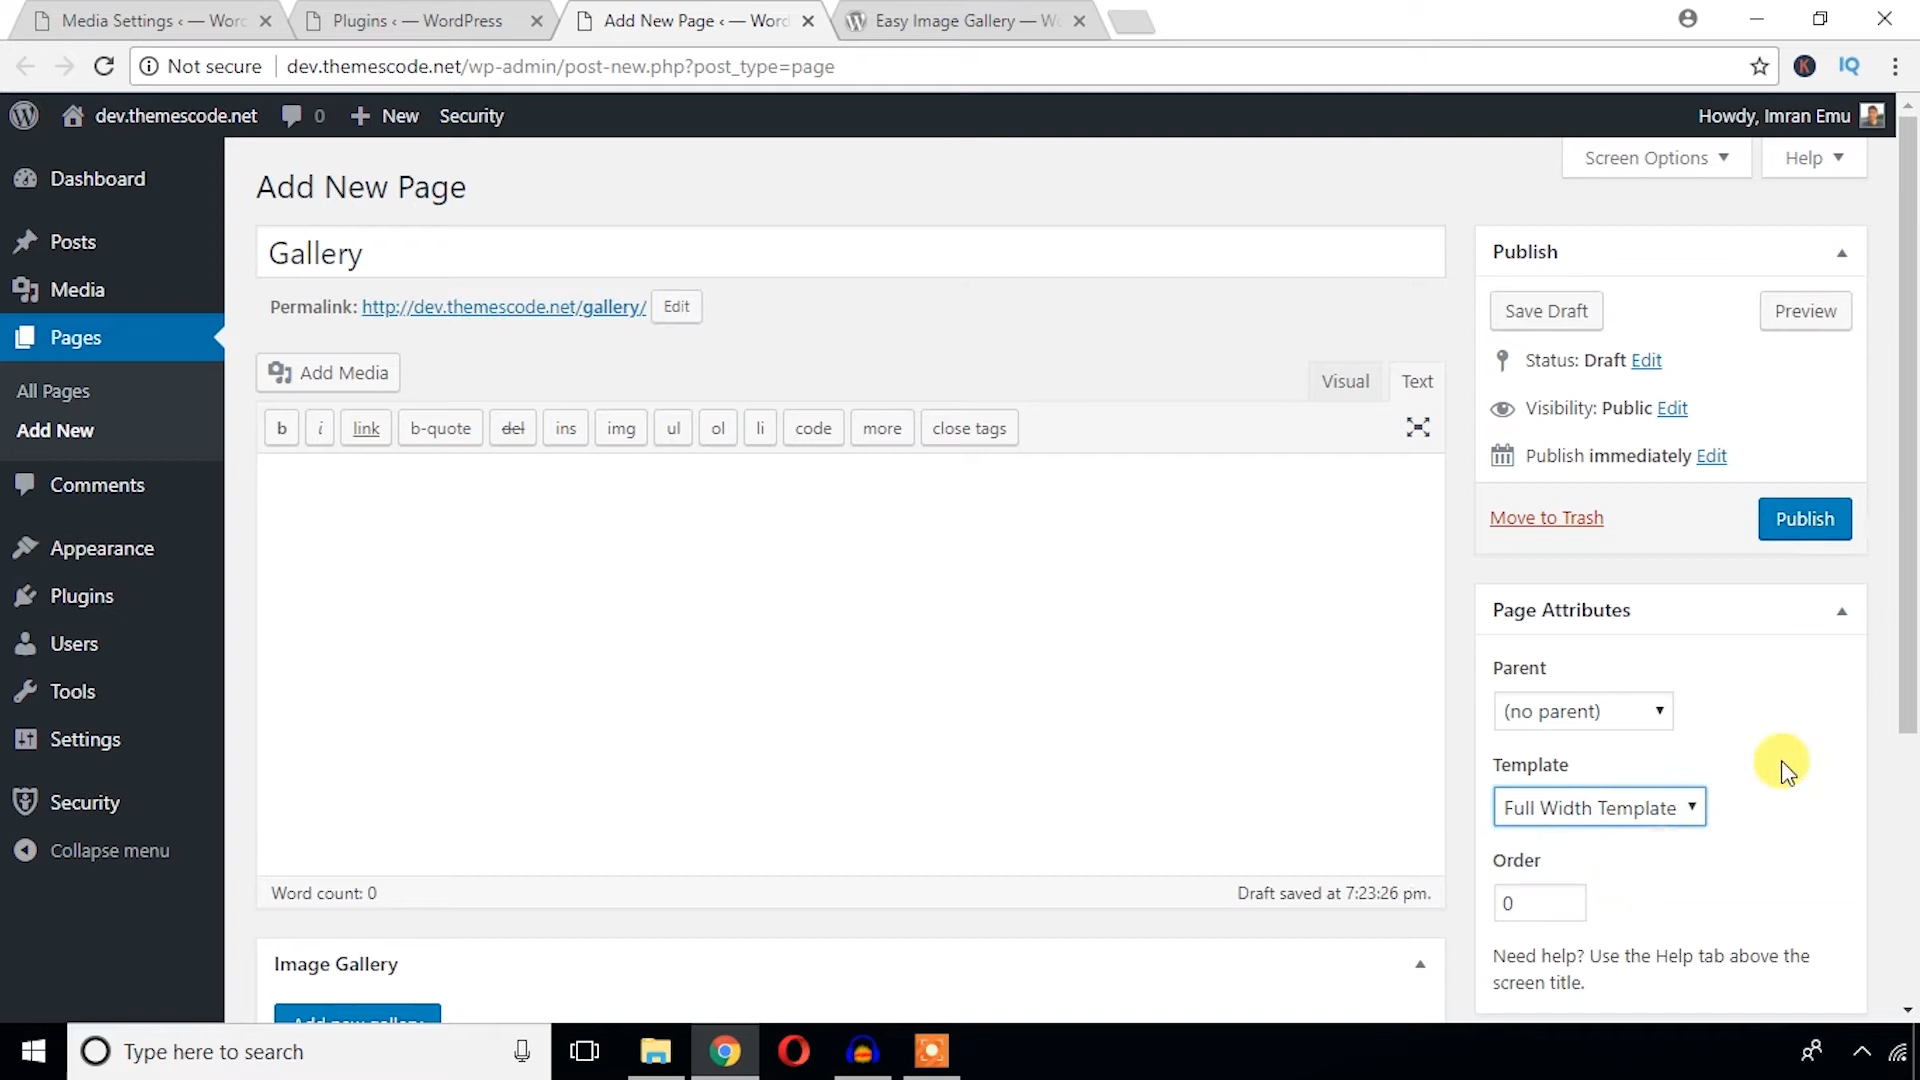 Media Settings ‹ — Worc
Plugins ‹ — WordPress
Add New Page ‹ — Word
Easy Image Gallery — Wo
Not secure
dev.themescode.net/wp-admin/post-new.php?post_type=page
K
IQ
dev.themescode.net
0
New
Security
Howdy, Imran Emu
Screen Options
Help
Dashboard
Posts
Media
Pages
All Pages
Add New
Comments
Appearance
Plugins
Users
Tools
Settings
Security
Collapse menu
Add New Page
Gallery
Permalink: http://dev.themescode.net/gallery/
Edit
Add Media
Visual
Text
b
i
link
b-quote
del
ins
img
ul
ol
li
code
more
close tags
Word count: 0
Draft saved at 7:23:26 pm.
Image Gallery
Add new gallery
Publish
Save Draft
Preview
Status: Draft Edit
Visibility: Public Edit
Publish immediately Edit
Move to Trash
Publish
Page Attributes
Parent
(no parent)
Template
Full Width Template
Order
0
Need help? Use the Help tab above the
screen title.
Type here to search